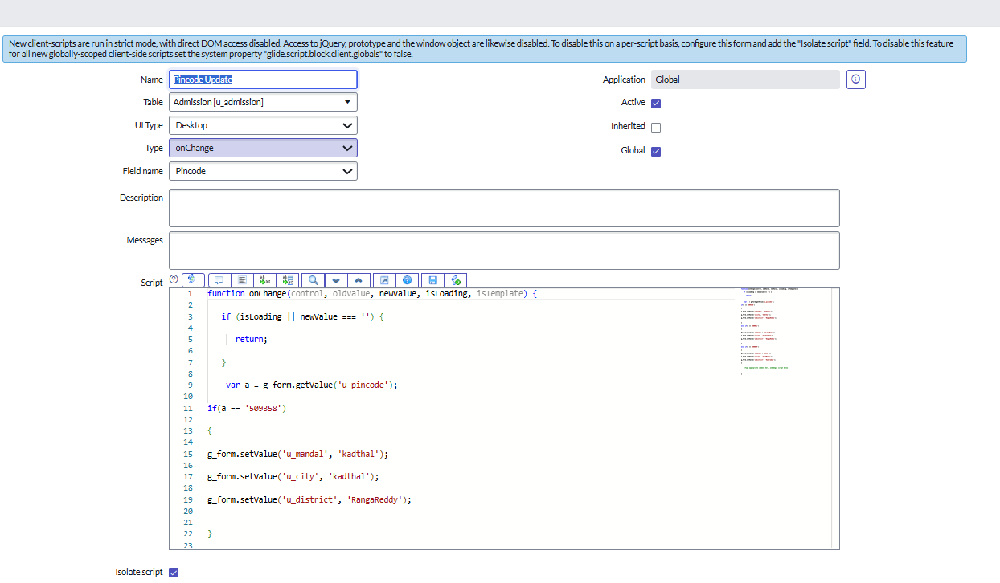 New client-scripts are run in strict mode, with direct DOM access disabled. Access to jQuery, prototype and the window object are likewise disabled. To disable this on a per-script basis, configure this form and add the "Isolate script" field. To disable this feature
for all new globally-scoped client-side scripts set the system property "glide.script.block.client.globals" to false.
Name Pincode Update
Application Global
Table Admission [u_admission]
Active
UI Type Desktop
Inherited
Type onChange
Global
Field name Pincode
Description
Messages
Script
1 function onChange(control, oldValue, newValue, isLoading, isTemplate) {
2
3 if (isLoading || newValue === '') {
4
5 return;
6
7 }
8
9 var a = g_form.getValue('u_pincode');
10
11 if(a == '509358')
12
13 {
14
15 g_form.setValue('u_mandal', 'kadthal');
16
17 g_form.setValue('u_city', 'kadthal');
18
19 g_form.setValue('u_district', 'RangaReddy');
20
21
22 }
23
Isolate script